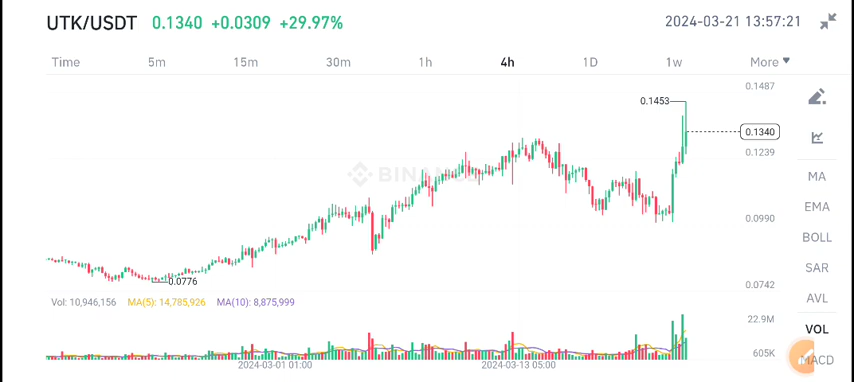 UTK/USDT 0.1340 +0.0309 +29.97% 2024-03-21 13:57:21
Time 5m 15m 30m 1h 4h 1D 1w More
0.1487
0.1453
0.1340
0.1239
BINANCE
MA
EMA
0.0990
BOLL
SAR
0.0776
0.0742
Vol: 10,946,156 MA(5): 14,785,926 MA(10): 8,875,999
AVL
22.9M
VOL
605K
MACD
2024-03-01 01:00 2024-03-13 05:00